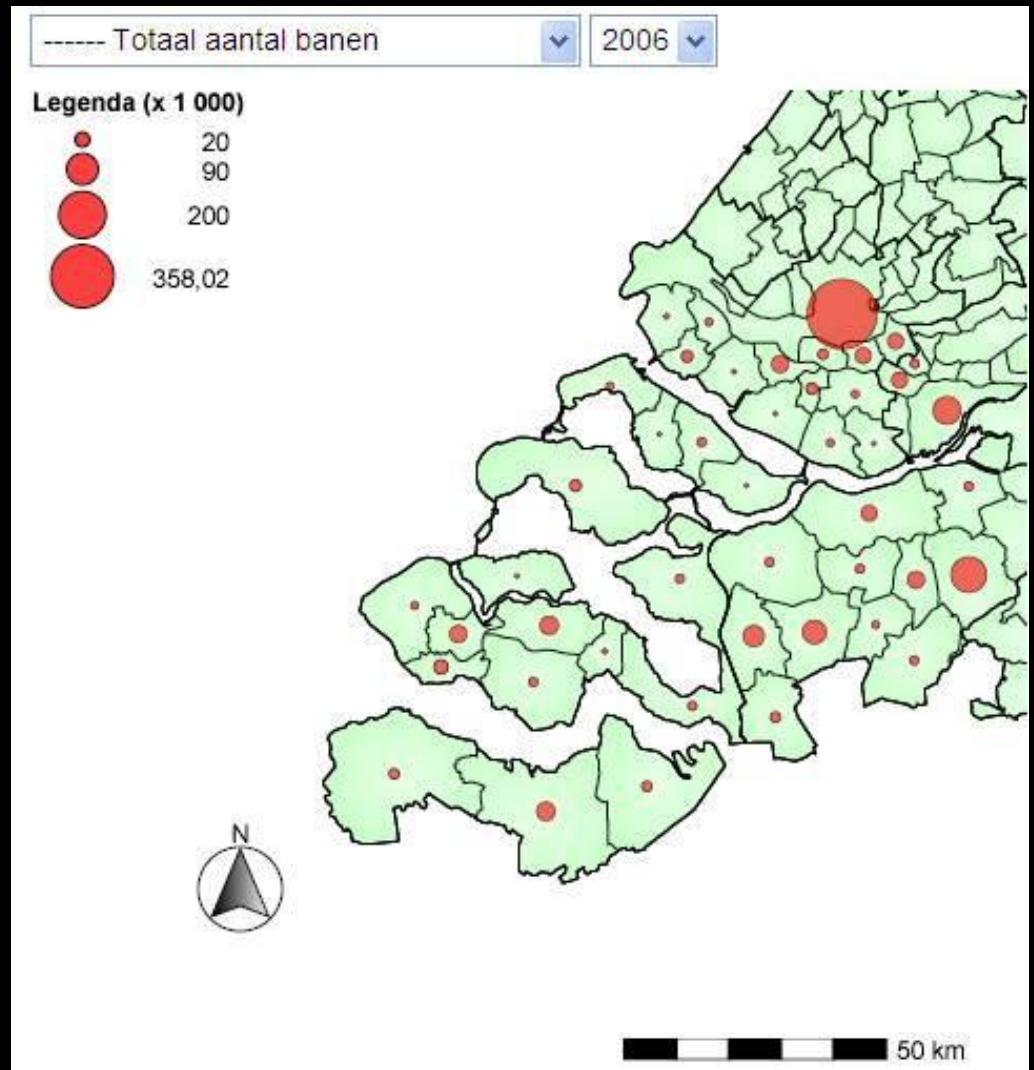 ------ Totaal aantal banen 2006
Legenda (x 1 000)
20
90
200
358,02
N
50 km